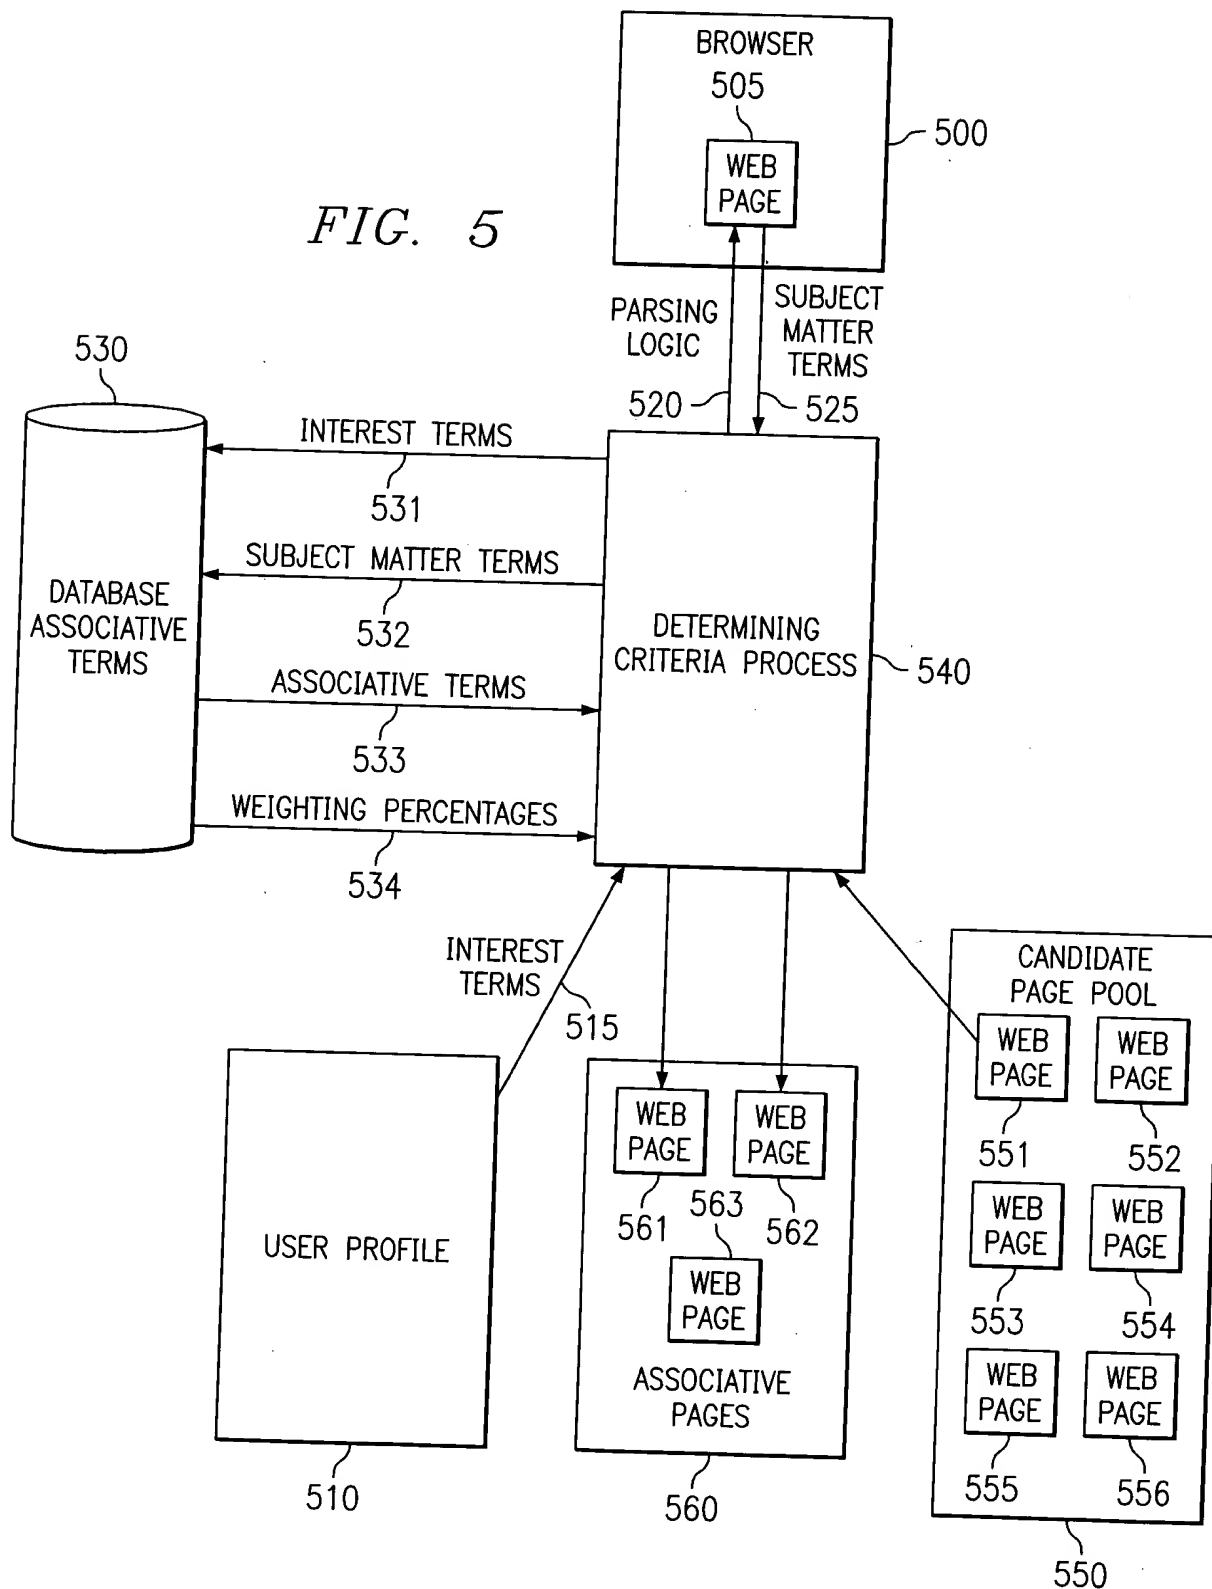 BROWSER
505
500
WEB
PAGE
FIG. 5
PARSING
LOGIC
SUBJECT
MATTER
TERMS
520
525
530
INTEREST TERMS
531
SUBJECT MATTER TERMS
532
DATABASE
ASSOCIATIVE
TERMS
DETERMINING
CRITERIA PROCESS
540
ASSOCIATIVE TERMS
533
WEIGHTING PERCENTAGES
534
INTEREST
TERMS
515
CANDIDATE
PAGE POOL
WEB
PAGE
551
WEB
PAGE
552
WEB
PAGE
553
WEB
PAGE
554
WEB
PAGE
555
WEB
PAGE
556
550
WEB
PAGE
561
WEB
PAGE
562
563
WEB
PAGE
ASSOCIATIVE
PAGES
560
USER PROFILE
510